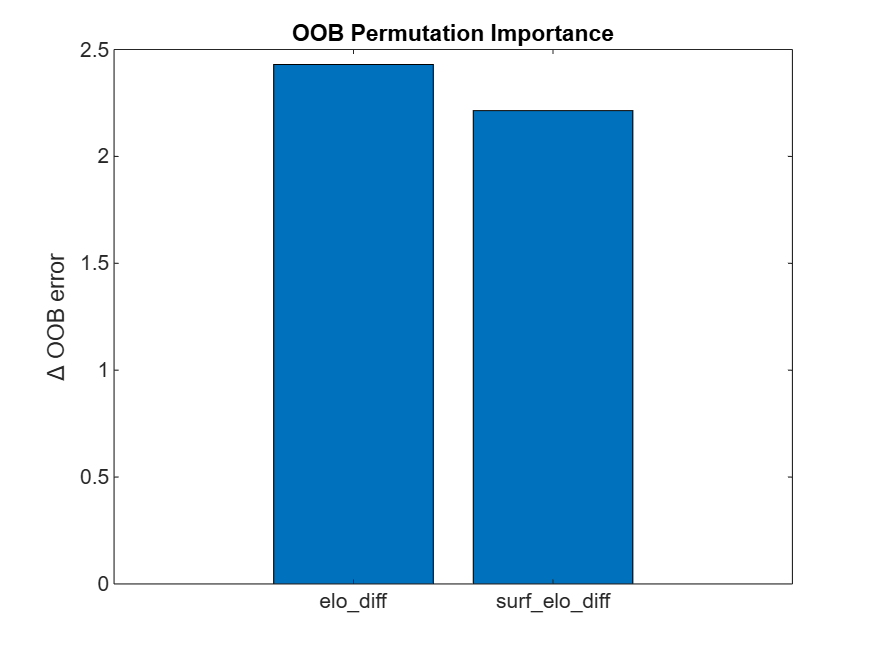 OOB Permutation Importance
2.5
2
1.5
1
0.5
0
Δ OOB error
elo_diff
surf_elo_diff